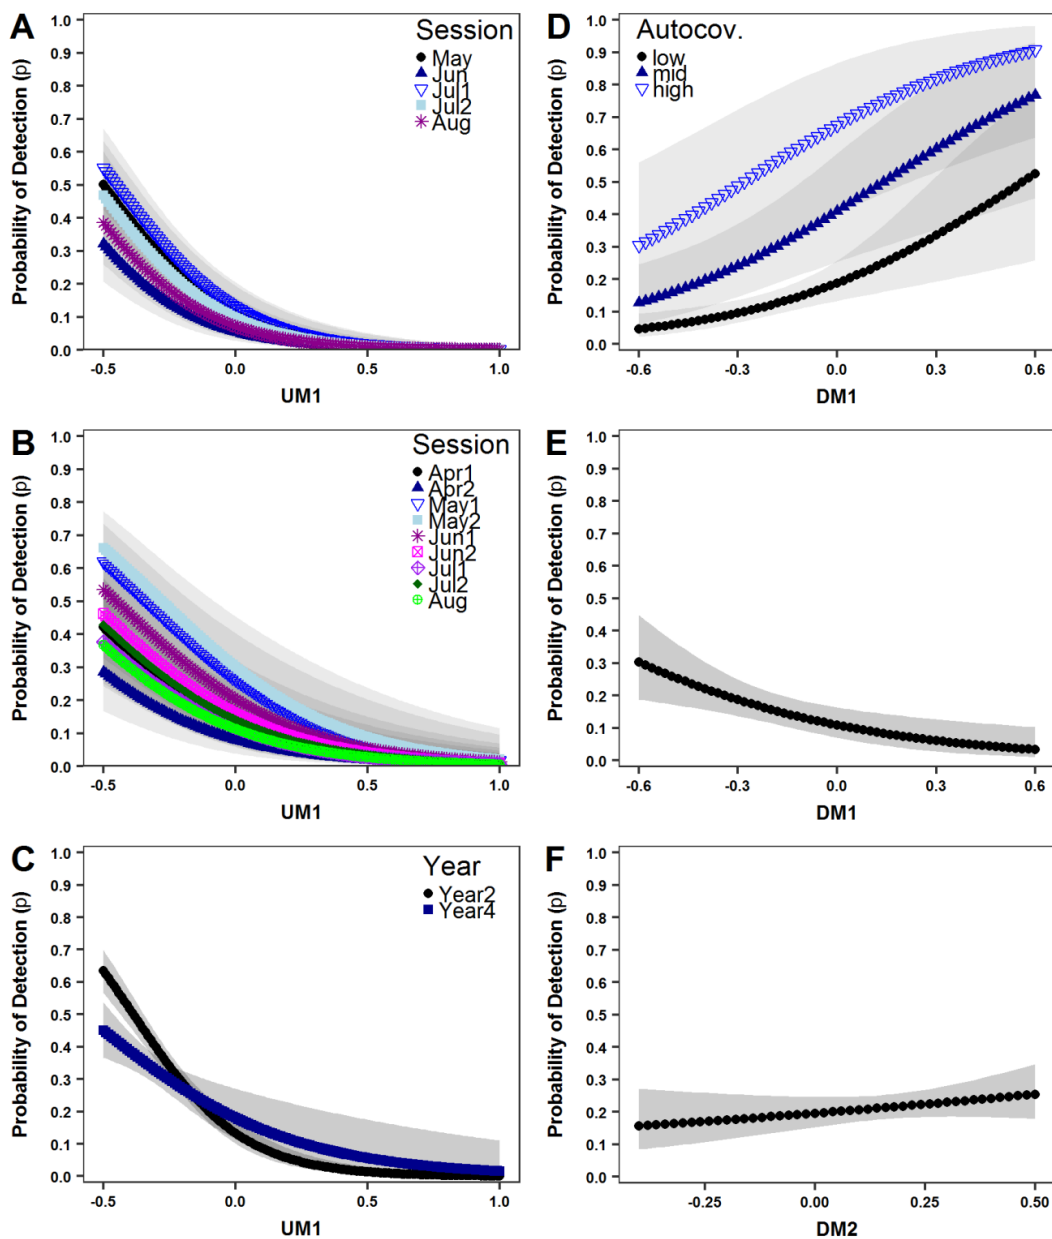 A
Probability of Detection (p)
1.0
0.9
0.8
0.7
0.6
0.5
0.4
0.3
0.2
0.1
0.0
-0.5
0.0
0.5
1.0
UM1
Session
May
Jun
Jul1
Jul2
Aug
D
Probability of Detection (p)
1.0
0.9
0.8
0.7
0.6
0.5
0.4
0.3
0.2
0.1
0.0
-0.6
-0.3
0.0
0.3
0.6
DM1
Autocov.
low
mid
high
B
Probability of Detection (p)
1.0
0.9
0.8
0.7
0.6
0.5
0.4
0.3
0.2
0.1
0.0
-0.5
0.0
0.5
1.0
UM1
Session
Apr1
Apr2
May1
May2
Jun1
Jun2
Jul1
Jul2
Aug
E
Probability of Detection (p)
1.0
0.9
0.8
0.7
0.6
0.5
0.4
0.3
0.2
0.1
0.0
-0.6
-0.3
0.0
0.3
0.6
DM1
C
Probability of Detection (p)
1.0
0.9
0.8
0.7
0.6
0.5
0.4
0.3
0.2
0.1
0.0
-0.5
0.0
0.5
1.0
UM1
Year
Year2
Year4
F
Probability of Detection (p)
1.0
0.9
0.8
0.7
0.6
0.5
0.4
0.3
0.2
0.1
0.0
-0.25
0.00
0.25
0.50
DM2